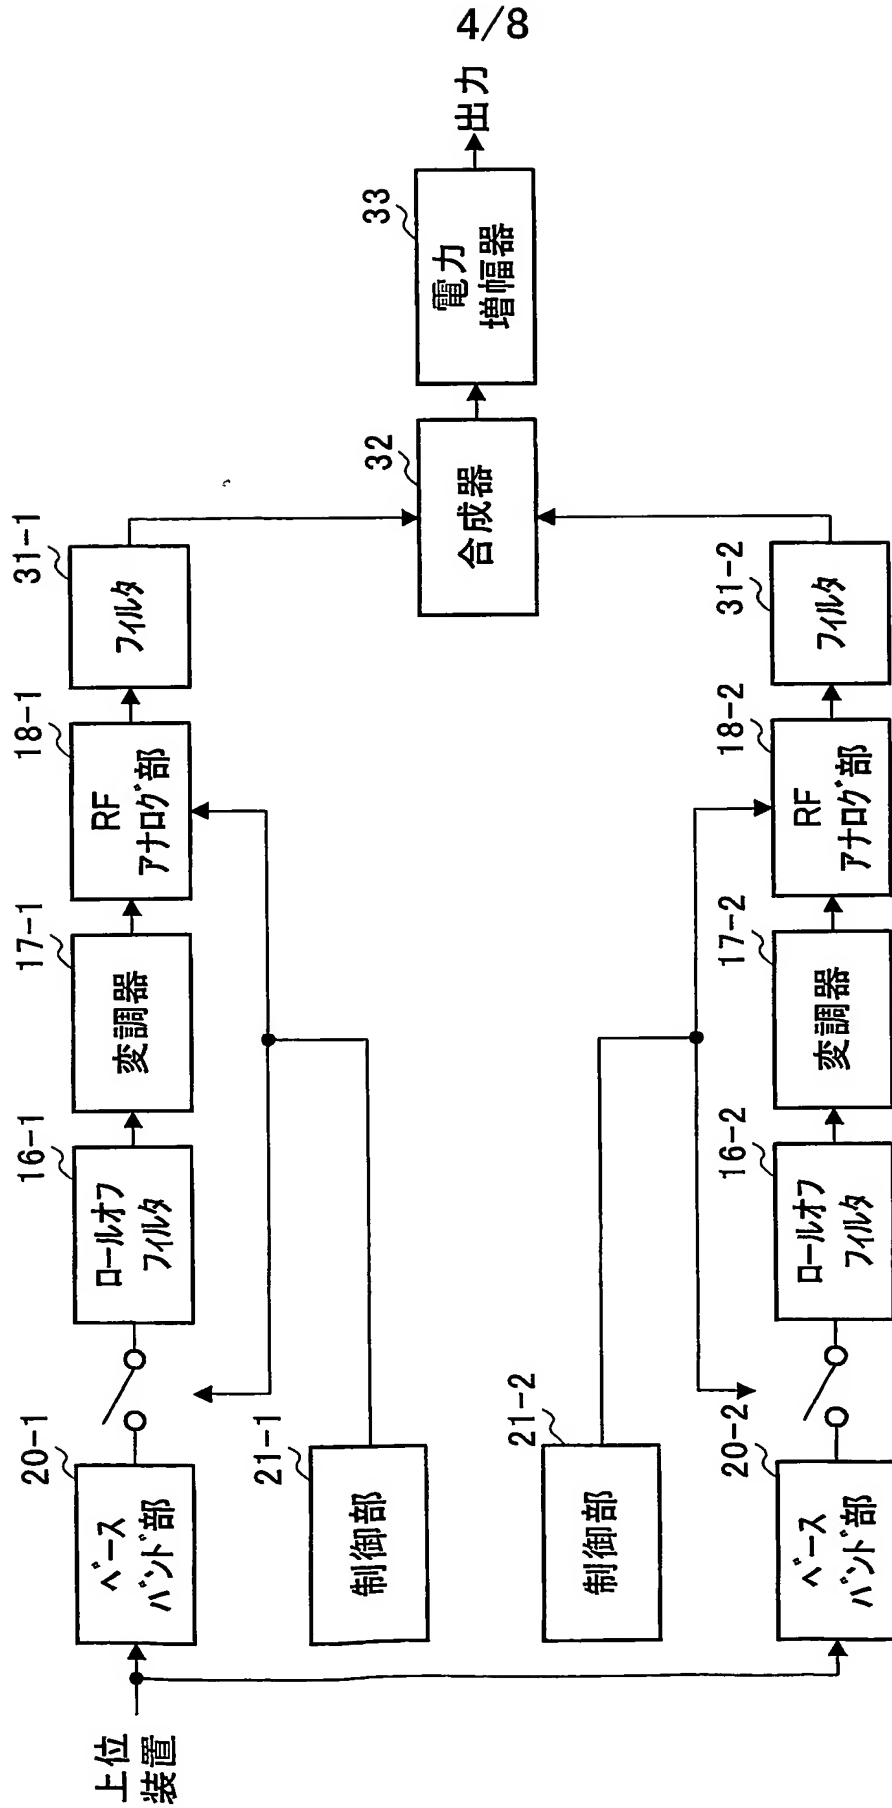 4/8
上位
装置
20-1
ベース
バンド部
16-1
ロールオフ
フィルタ
17-1
変調器
18-1
RF
アナログ部
31-1
フィルタ
21-1
制御部
32
合成器
33
電力
増幅器
出力
21-2
制御部
20-2
ベース
バンド部
16-2
ロールオフ
フィルタ
17-2
変調器
18-2
RF
アナログ部
31-2
フィルタ